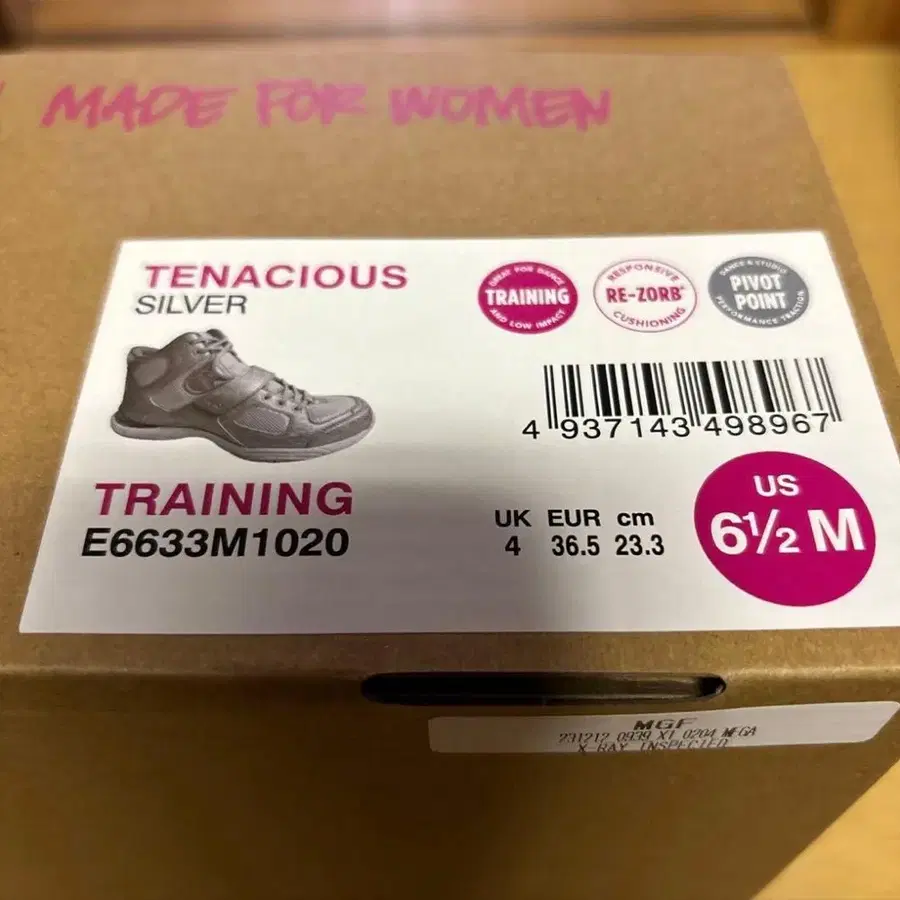 MADE FOR WOMEN
TENACIOUS
SILVER
GREAT FOR DANCE
TRAINING
AND LOW IMPACT
RESPONSIVE
RE-ZORB®
CUSHIONING
DANCE & STUDIO
PIVOT
POINT
PERFORMANCE TRACTION
4 937143 498967
TRAINING
E6633M1020
UK EUR cm
4 36.5 23.3
US
6½ M
MGF
231212 0939 X1 0204 MEGA
X-RAY INSPECTED